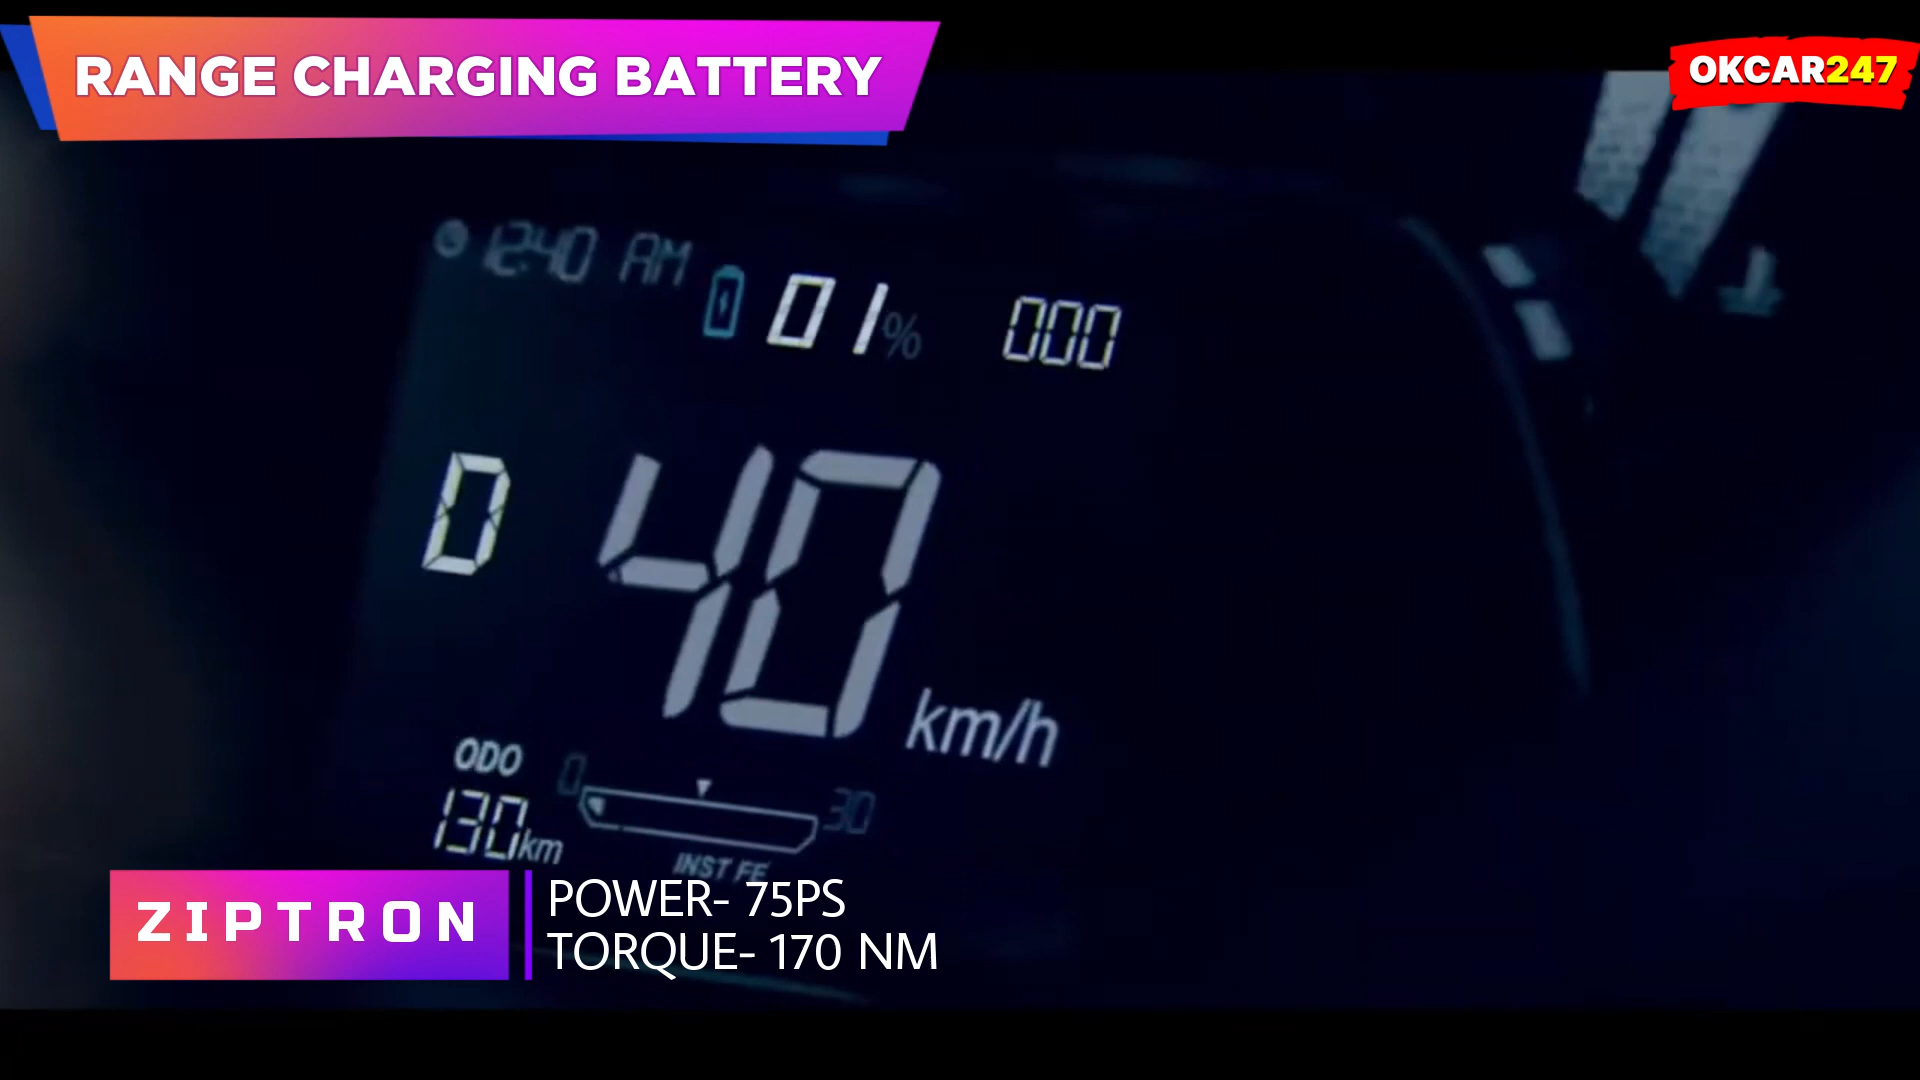 RANGE CHARGING BATTERY
OKCAR247
12:40 AM
01% 000
D 40 km/h
ODO
0 30
130km
INST FE
ZIPTRON
POWER- 75PS
TORQUE- 170 NM